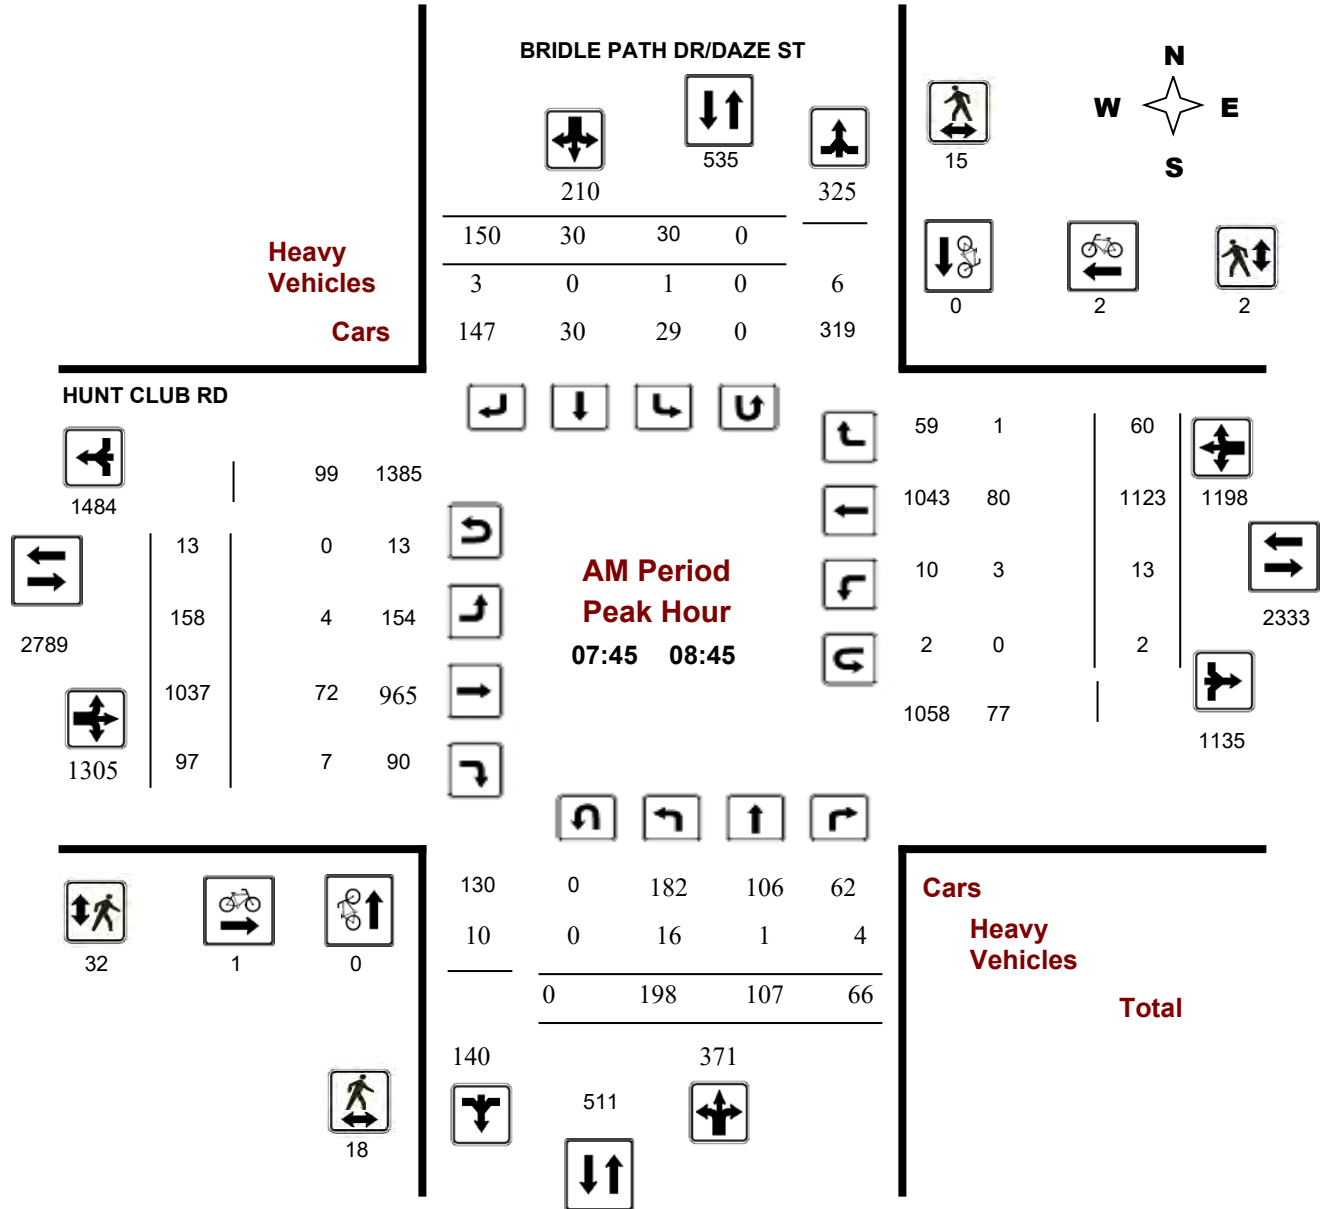 BRIDLE PATH DR/DAZE ST
N
W E
S
535
15
210 325
150 30 30 0
Heavy
Vehicles
3 0 1 0 6
0 2 2
Cars
147 30 29 0 319
HUNT CLUB RD
59 1 60
99 1385
1484
1043 80 1123 1198
13 0 13
AM Period
10 3 13
Peak Hour
158 4 154
2333
2789
07:45 08:45
2 0 2
1037 72 965
1058 77
1135
1305 97 7 90
130 0 182 106 62
Cars
10 0 16 1 4
Heavy
Vehicles
32 1 0
0 198 107 66
Total
140 371
511
18